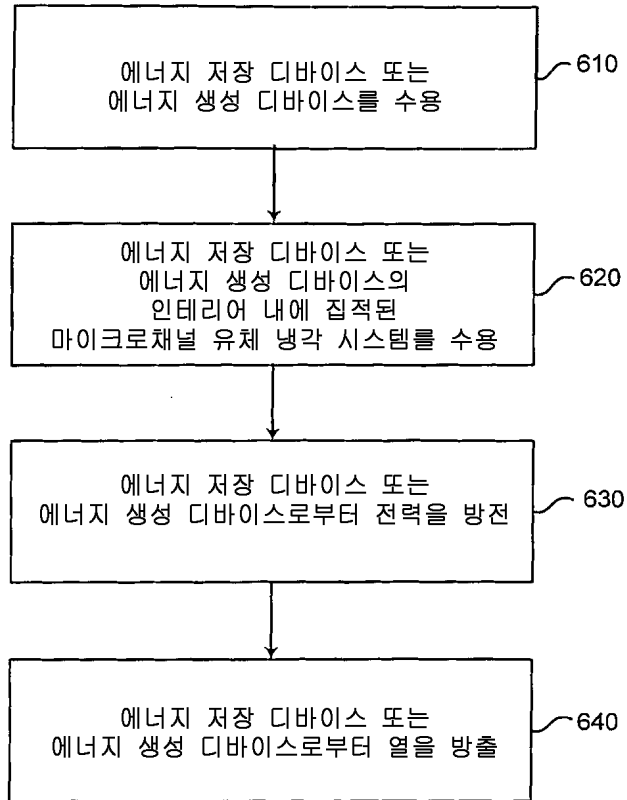 에너지 저장 디바이스 또는
에너지 생성 디바이스를 수용
610
에너지 저장 디바이스 또는
에너지 생성 디바이스의
인테리어 내에 집적된
마이크로채널 유체 냉각 시스템를 수용
620
에너지 저장 디바이스 또는
에너지 생성 디바이스로부터 전력을 방전
630
에너지 저장 디바이스 또는
에너지 생성 디바이스로부터 열을 방출
640